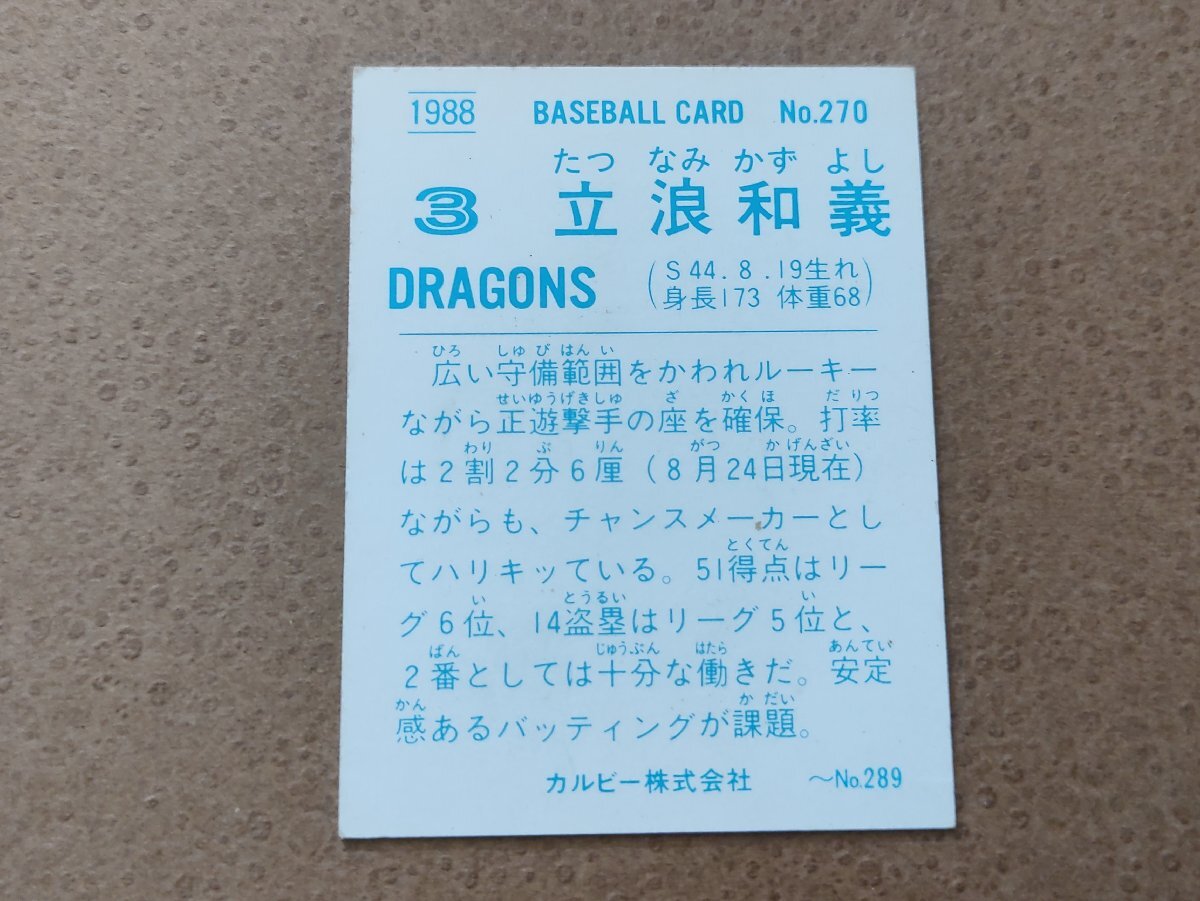 1988 BASEBALL CARD No.270
たつ なみ かず よし
3 立浪和義
DRAGONS
(S44.8.19生れ
身長173 体重68)
ひろ しゅ び はん い
広い守備範囲をかわれルーキー
せいゆうげきしゅ ざ かく ほ だ りつ
ながら正遊撃手の座を確保。打率
わり ぶ りん がつ か げんざい
は2割2分6厘(8月24日現在)
ながらも、チャンスメーカーとし
とくてん
てハリキッている。51得点はリー
い とうるい い
グ6位、14盗塁はリーグ5位と、
ばん じゅうぶん はたら あんてい
2番としては十分な働きだ。安定
かん か だい
感あるバッティングが課題。
カルビー株式会社 〜No.289